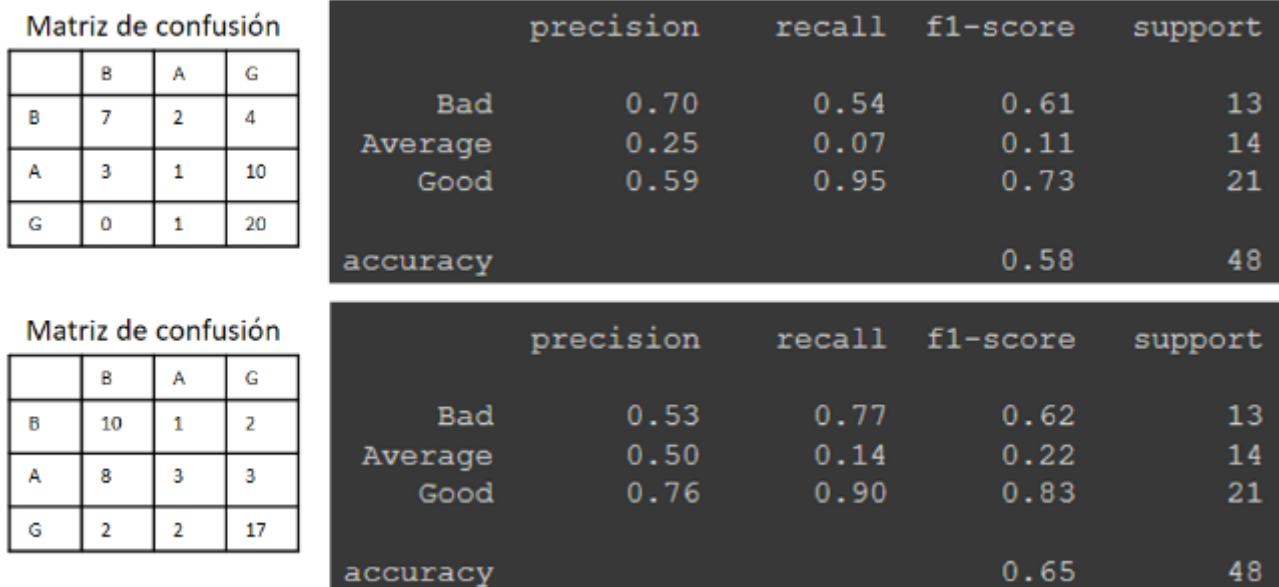 Matriz de confusión
B A G
B 7 2 4
A 3 1 10
G 0 1 20
precision recall f1-score support
Bad 0.70 0.54 0.61 13
Average 0.25 0.07 0.11 14
Good 0.59 0.95 0.73 21
accuracy 0.58 48
Matriz de confusión
B A G
B 10 1 2
A 8 3 3
G 2 2 17
precision recall f1-score support
Bad 0.53 0.77 0.62 13
Average 0.50 0.14 0.22 14
Good 0.76 0.90 0.83 21
accuracy 0.65 48